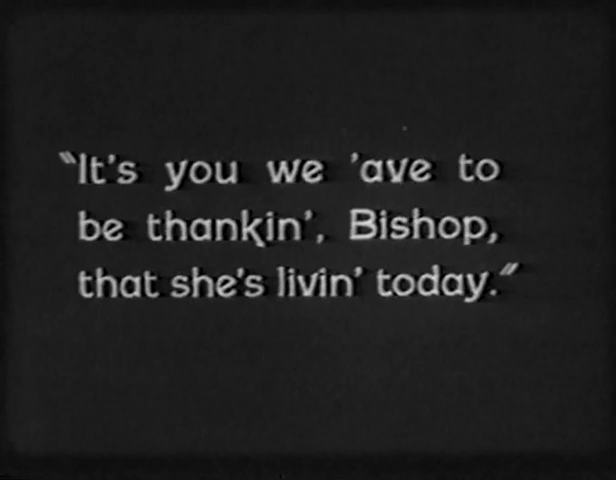 "It's you we 'ave to
be thankin', Bishop,
that she's livin' today."